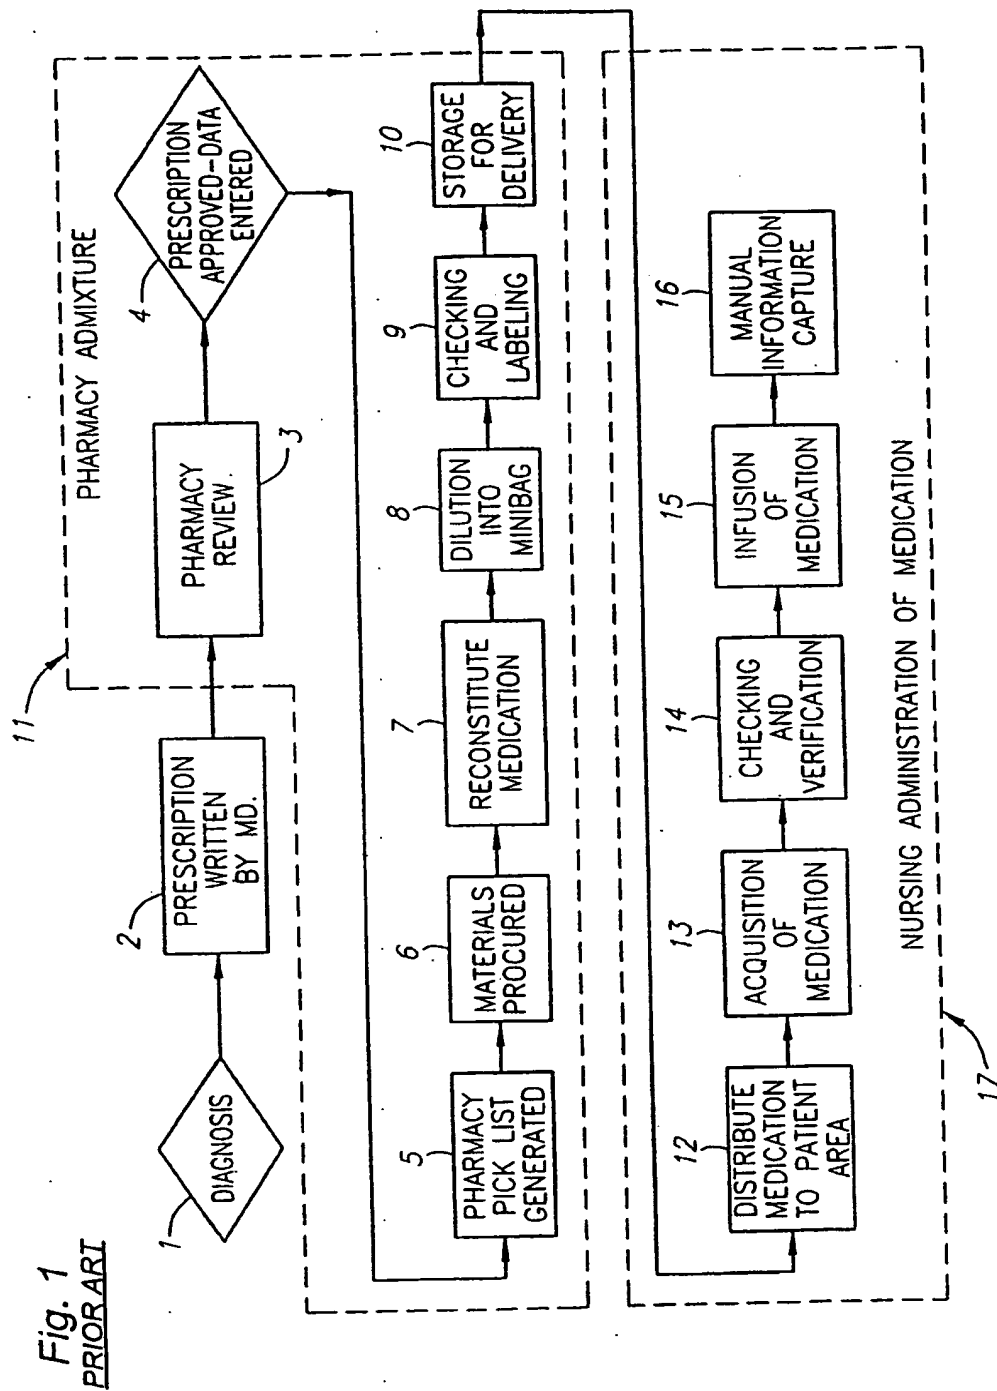 Fig. 1
PRIOR ART
1
DIAGNOSIS
2
PRESCRIPTION
WRITTEN
BY MD.
11
PHARMACY ADMIXTURE
PHARMACY
REVIEW.
3
4
PRESCRIPTION
APPROVED-DATA
ENTERED
5
PHARMACY
PICK LIST
GENERATED
6
MATERIALS
PROCURED
7
RECONSTITUTE
MEDICATION
8
DILUTION
INTO
MINIBAG
9
CHECKING
AND
LABELING
10
STORAGE
FOR
DELIVERY
12
DISTRIBUTE
MEDICATION
TO PATIENT
AREA
13
ACQUISITION
OF
MEDICATION
14
CHECKING
AND
VERIFICATION
15
INFUSION
OF
MEDICATION
16
MANUAL
INFORMATION
CAPTURE
NURSING ADMINISTRATION OF MEDICATION
17